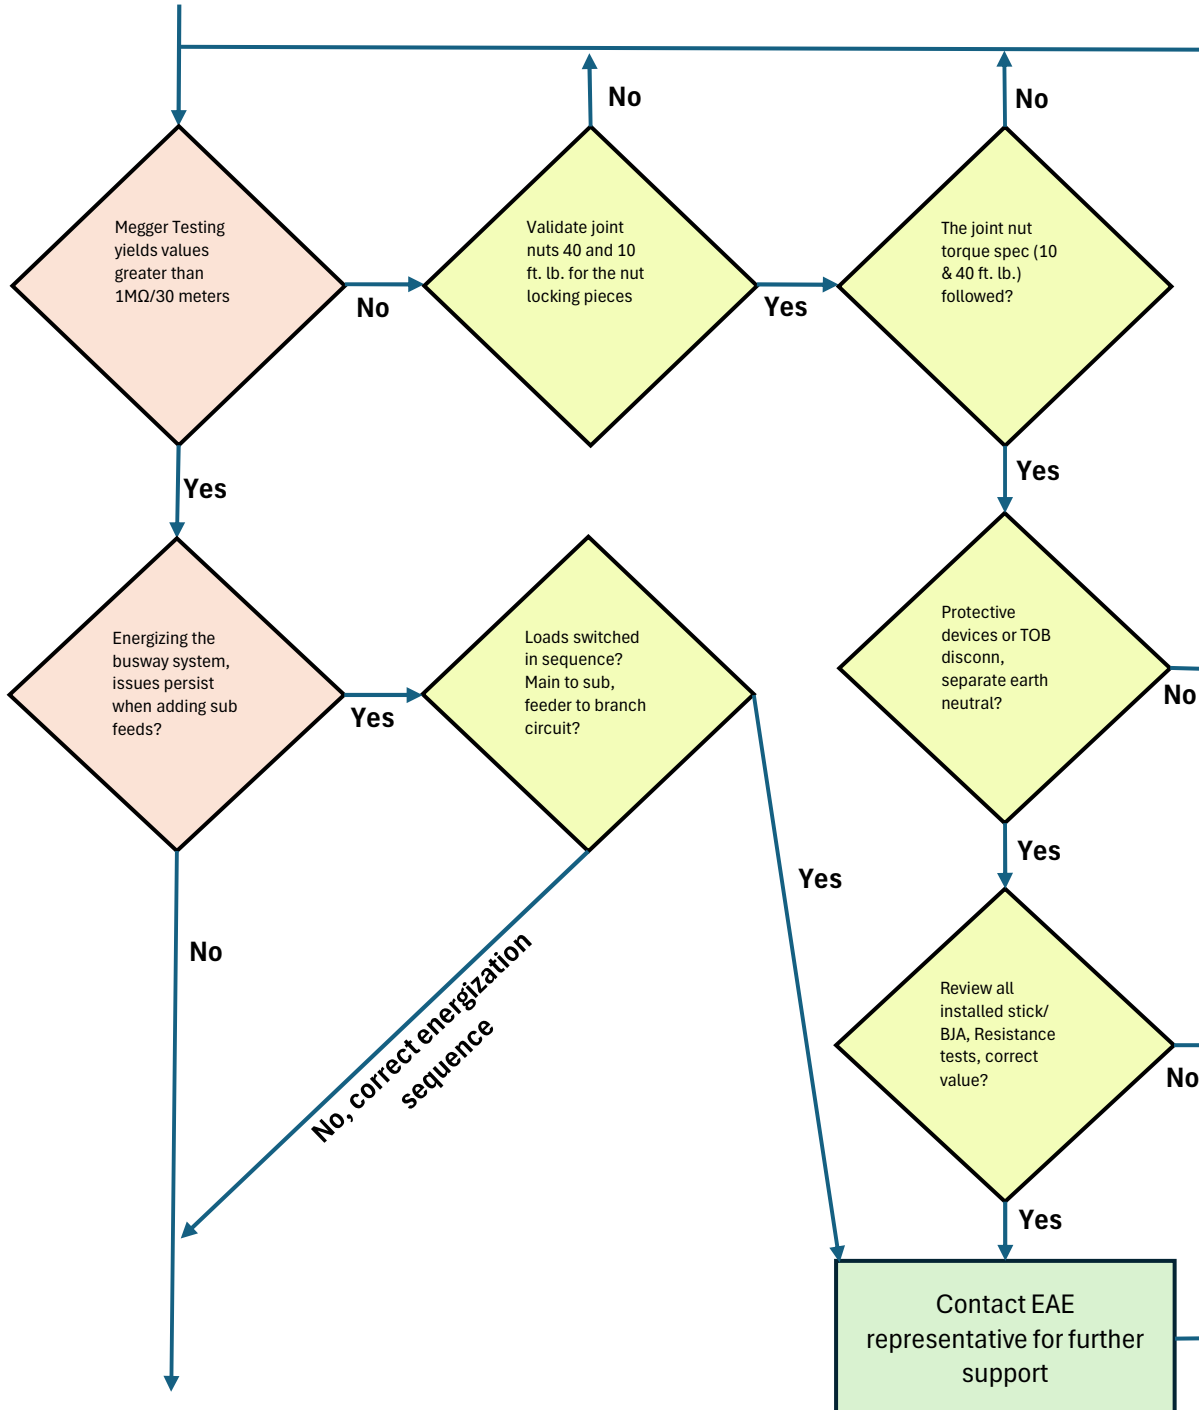 No
No
Megger Testing
yields values
greater than
1MΩ/30 meters
No
Validate joint
nuts 40 and 10
ft. lb. for the nut
locking pieces
Yes
The joint nut
torque spec (10
& 40 ft. lb.)
followed?
Yes
Yes
Energizing the
busway system,
issues persist
when adding sub
feeds?
Yes
Loads switched
in sequence?
Main to sub,
feeder to branch
circuit?
Protective
devices or TOB
disconn,
separate earth
neutral?
No
Yes
Yes
No
No, correct energization
sequence
Review all
installed stick/
BJA, Resistance
tests, correct
value?
No
Yes
Contact EAE
representative for further
support